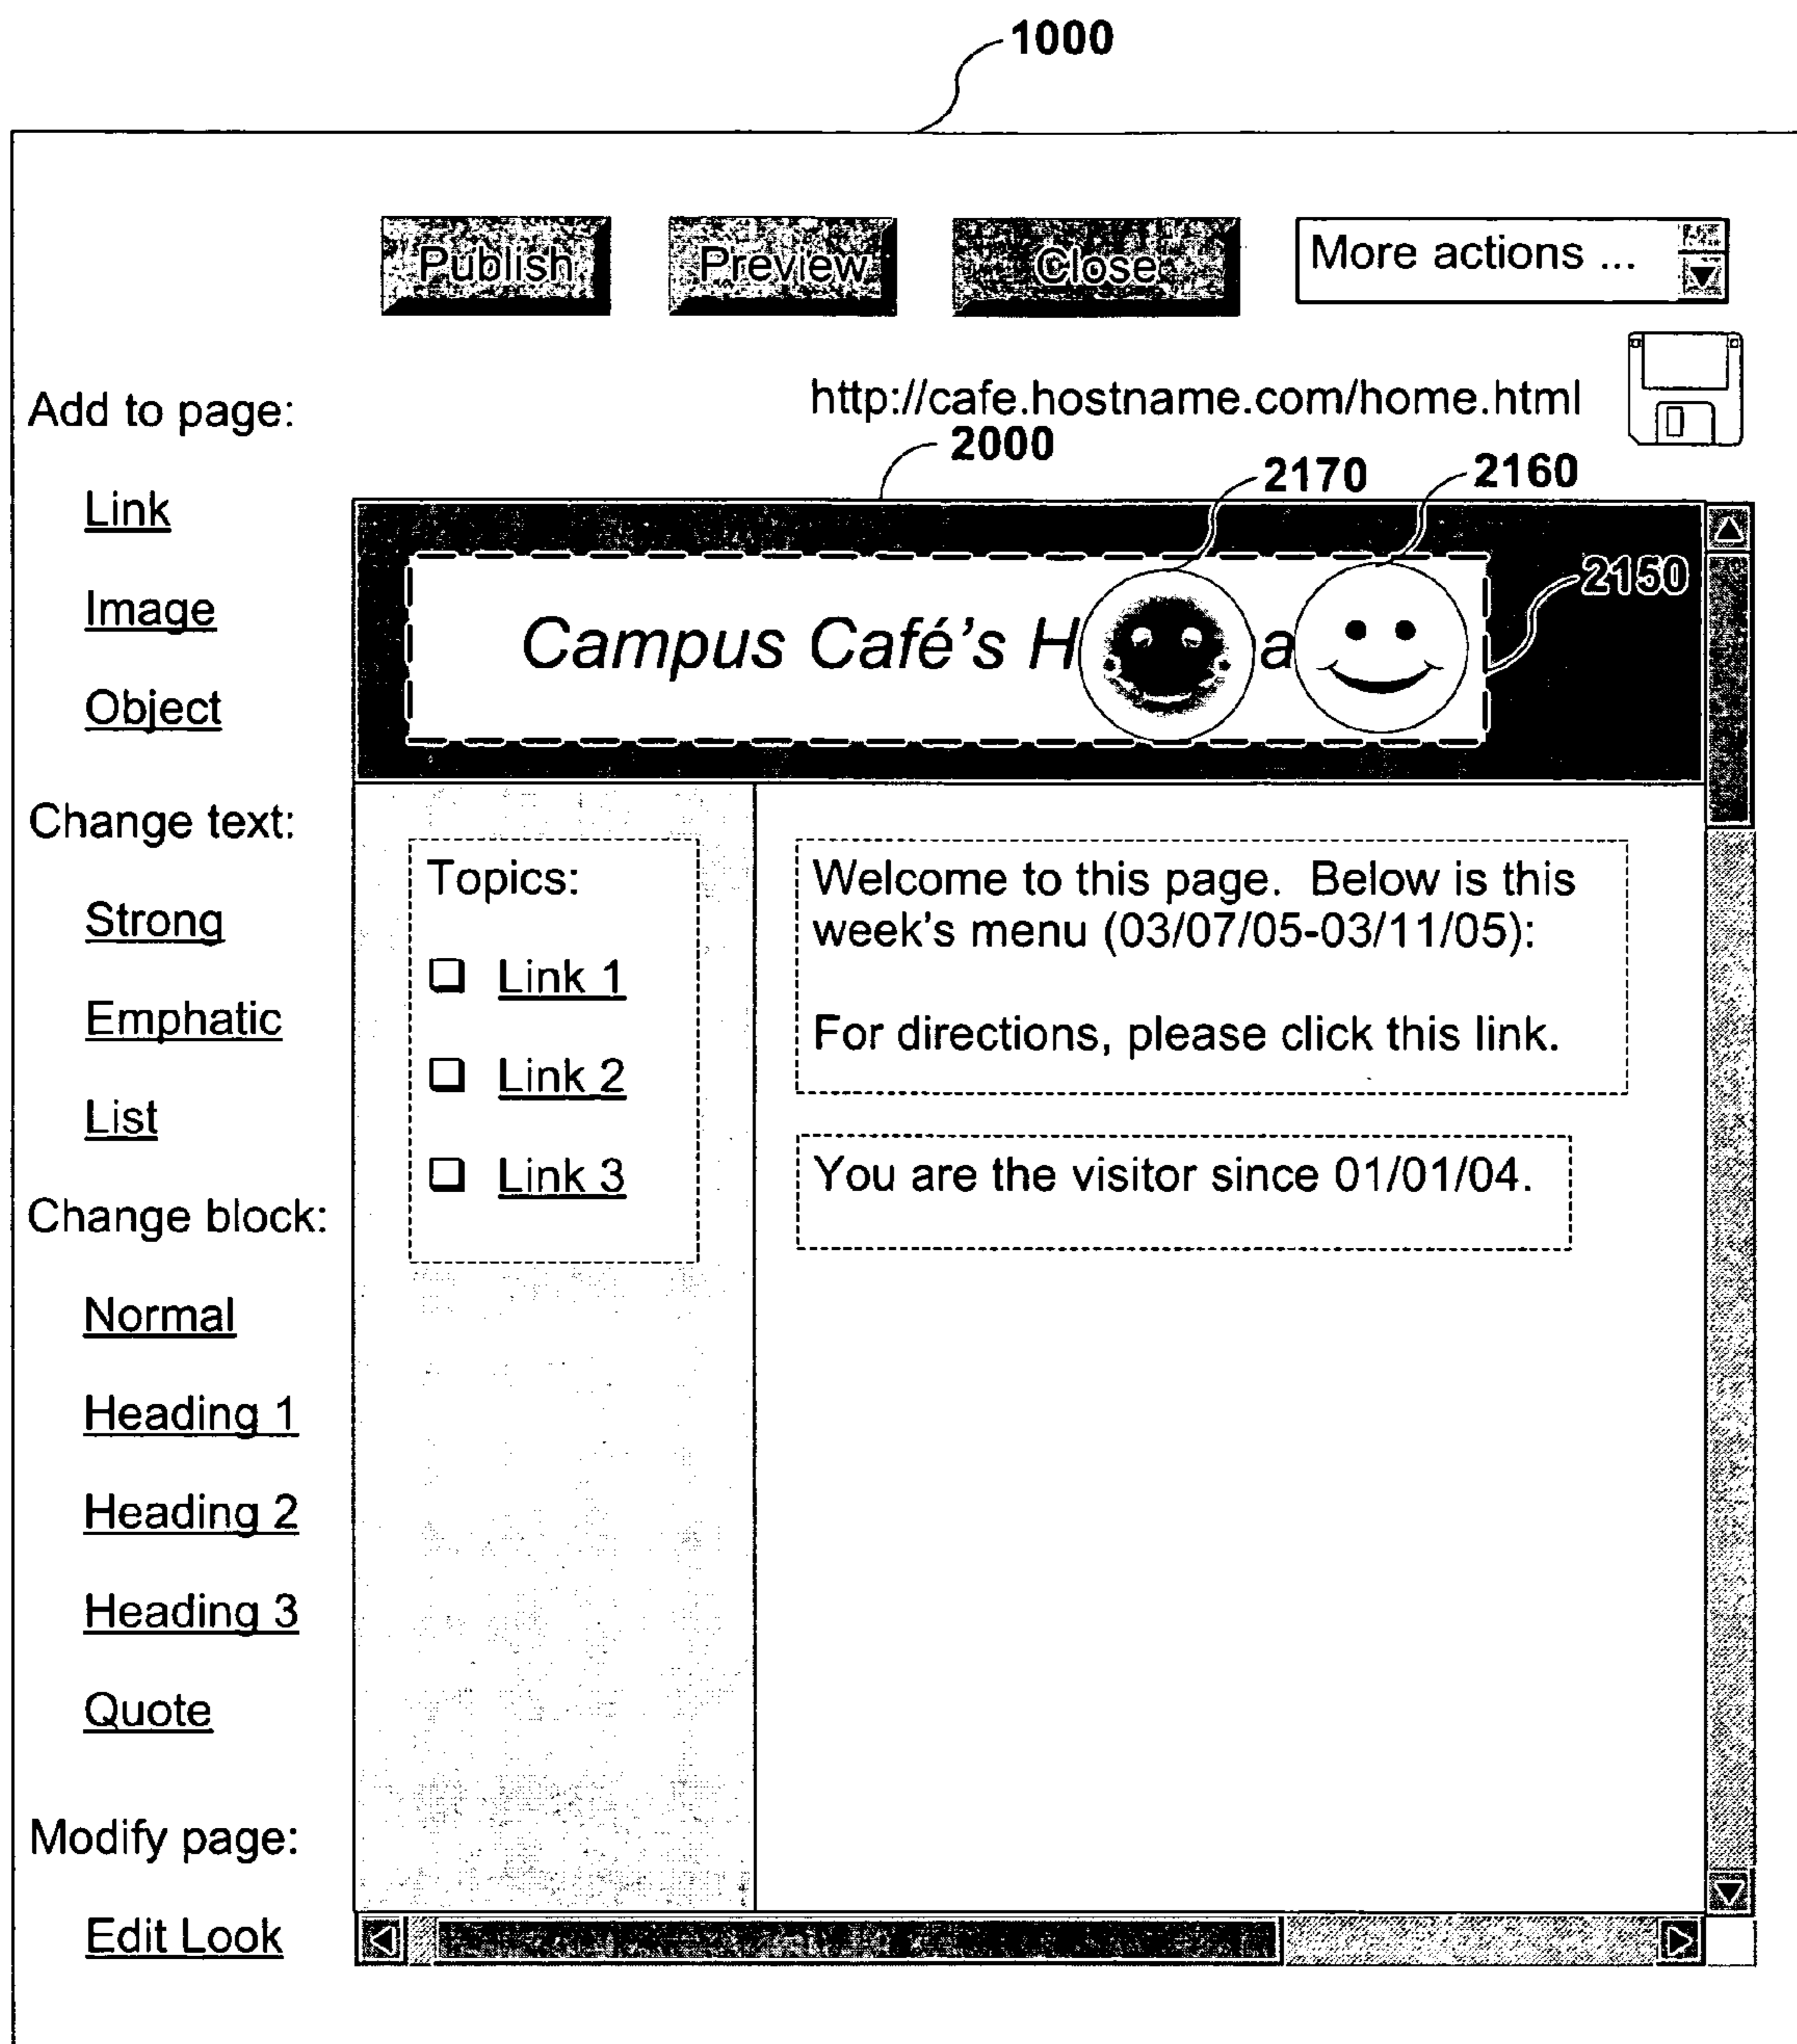 1000
Publish Preview Close More actions ...
http://cafe.hostname.com/home.html
Add to page:
2000
2170 2160
Link
2150
Image
Campus Café's H a
Object
Change text:
Topics:
Welcome to this page. Below is this
week's menu (03/07/05-03/11/05):
Strong
Link 1
For directions, please click this link.
Emphatic
Link 2
List
You are the visitor since 01/01/04.
Link 3
Change block:
Normal
Heading 1
Heading 2
Heading 3
Quote
Modify page:
Edit Look